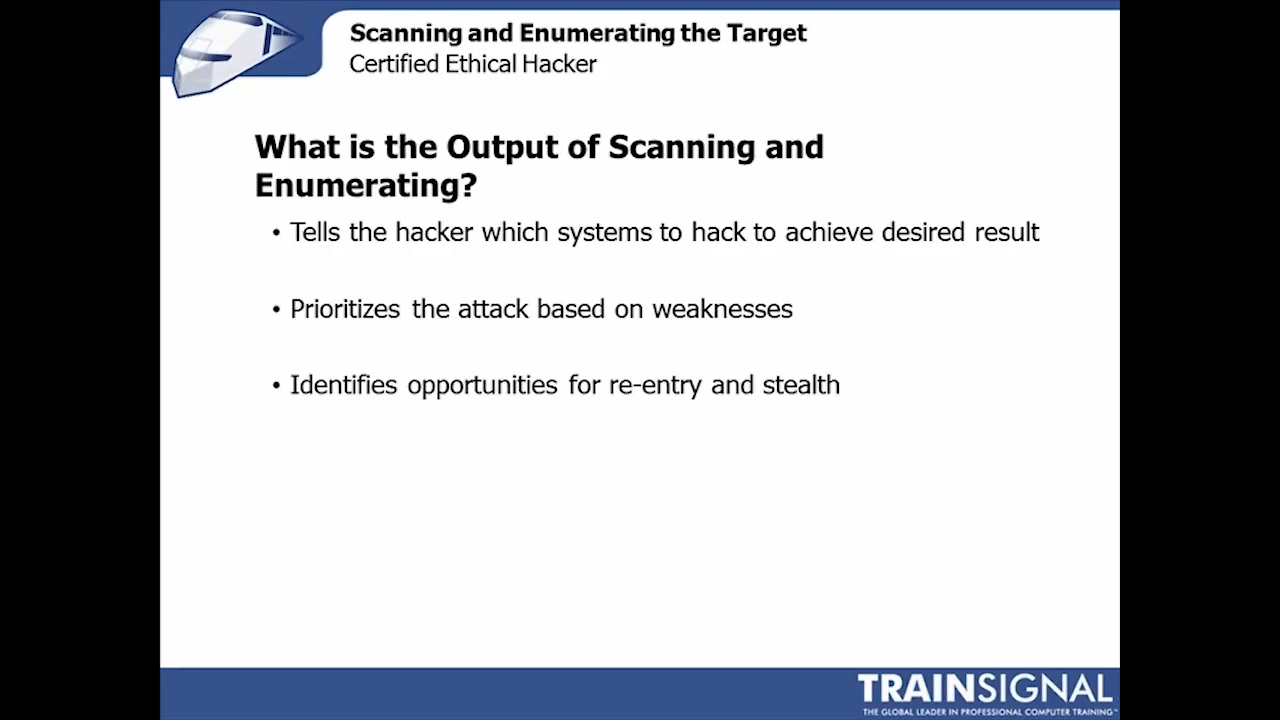 Scanning and Enumerating the Target
Certified Ethical Hacker
What is the Output of Scanning and
Enumerating?
• Tells the hacker which systems to hack to achieve desired result
• Prioritizes the attack based on weaknesses
• Identifies opportunities for re-entry and stealth
TRAINSIGNAL
THE GLOBAL LEADER IN PROFESSIONAL COMPUTER TRAINING™